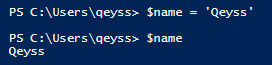 PS C:\Users\qeyss> $name = 'Qeyss'
PS C:\Users\qeyss> $name
Qeyss